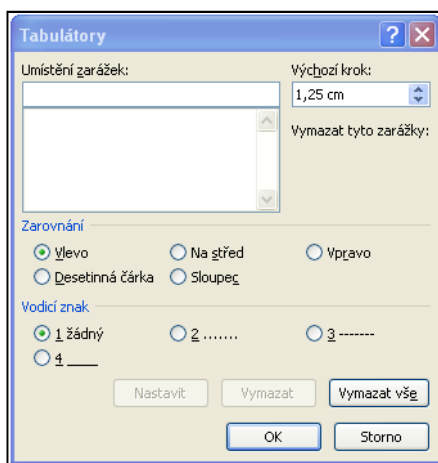 Tabulátory
Umístění zarážek:
Výchozí krok:
1,25 cm
Vymazat tyto zarážky:
Zarovnání
Vlevo
Na střed
Vpravo
Desetinná čárka
Sloupec
Vodicí znak
1 žádný
2 .......
3 -------
4 ____
Nastavit
Vymazat
Vymazat vše
OK
Storno